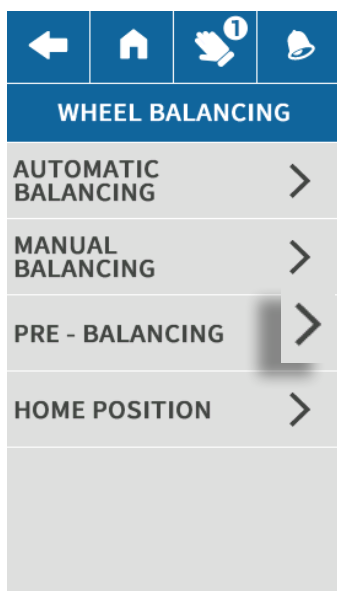 1
WHEEL BALANCING
AUTOMATIC
BALANCING
MANUAL
BALANCING
PRE - BALANCING
HOME POSITION